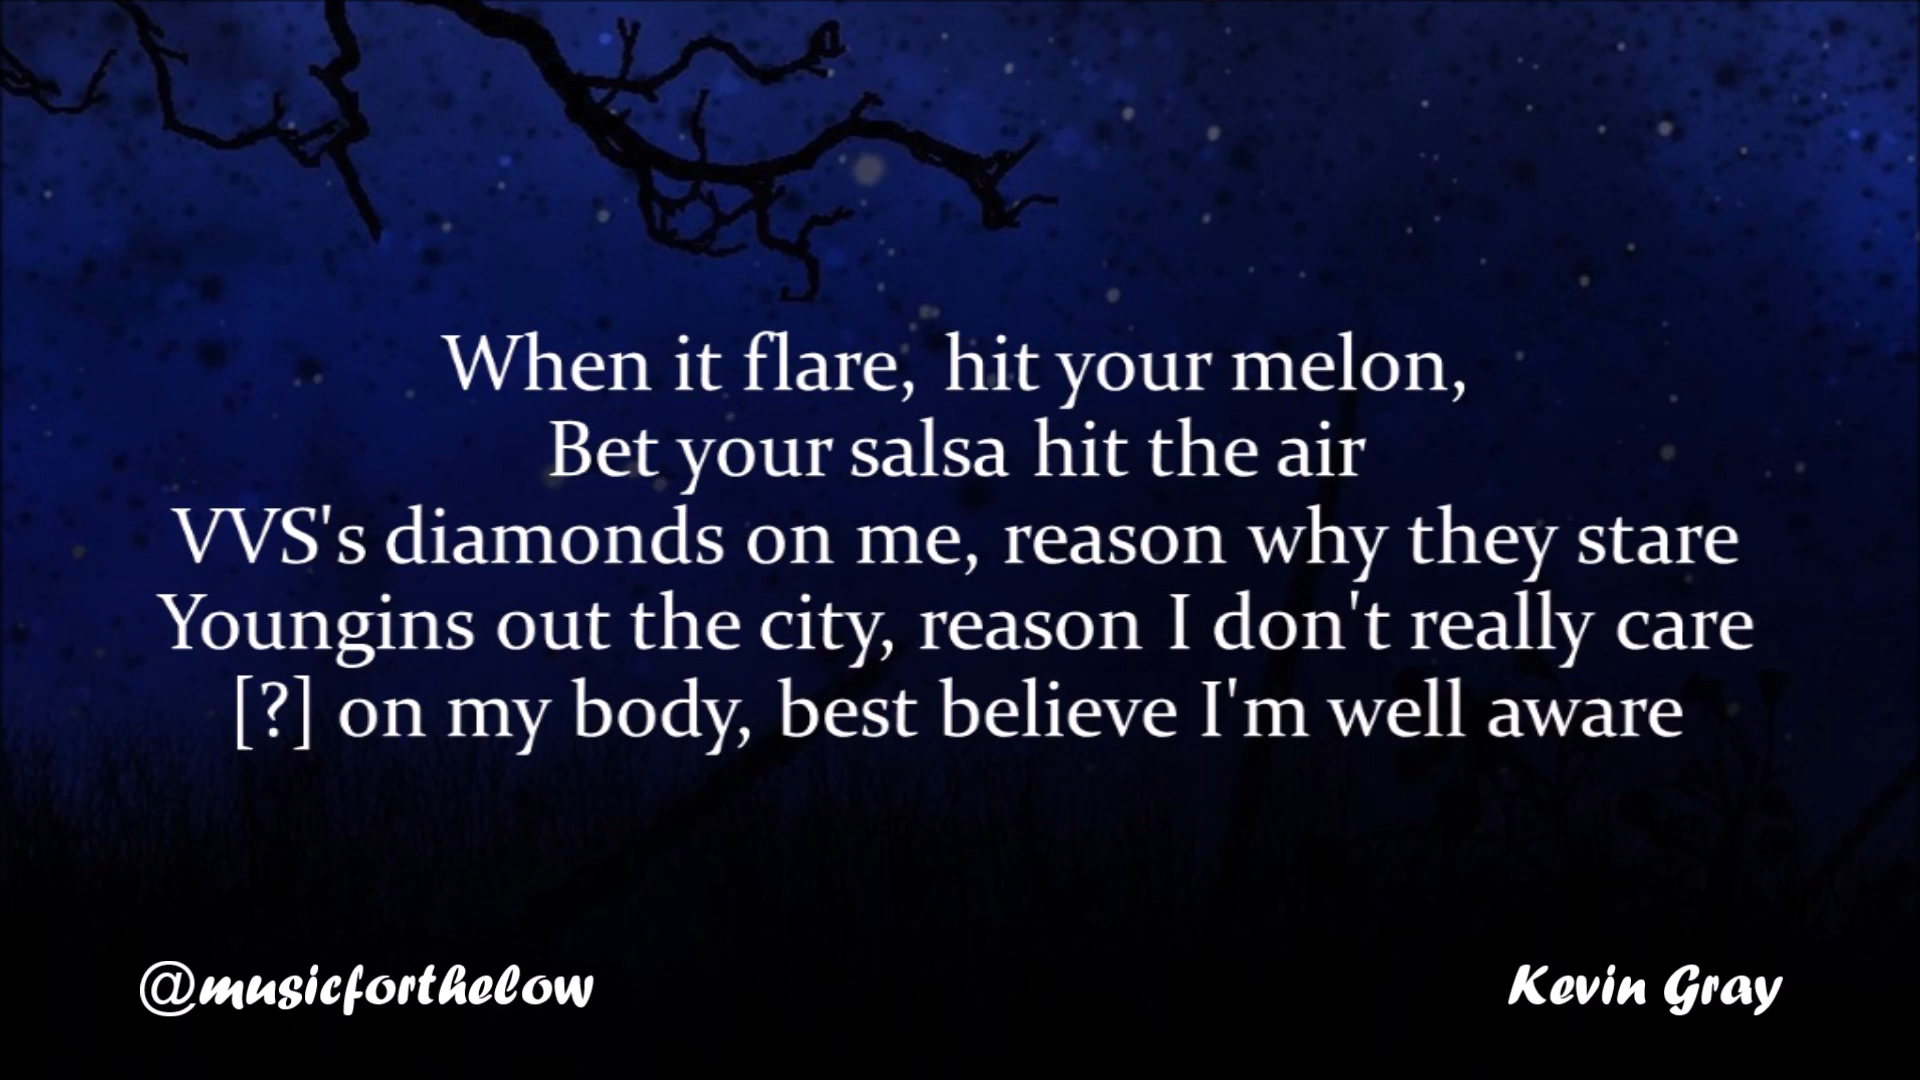 When it flare, hit your melon,
Bet your salsa hit the air
VVS's diamonds on me, reason why they stare
Youngins out the city, reason I don't really care
[?] on my body, best believe I'm well aware
@musicforthelow
Kevin Gray